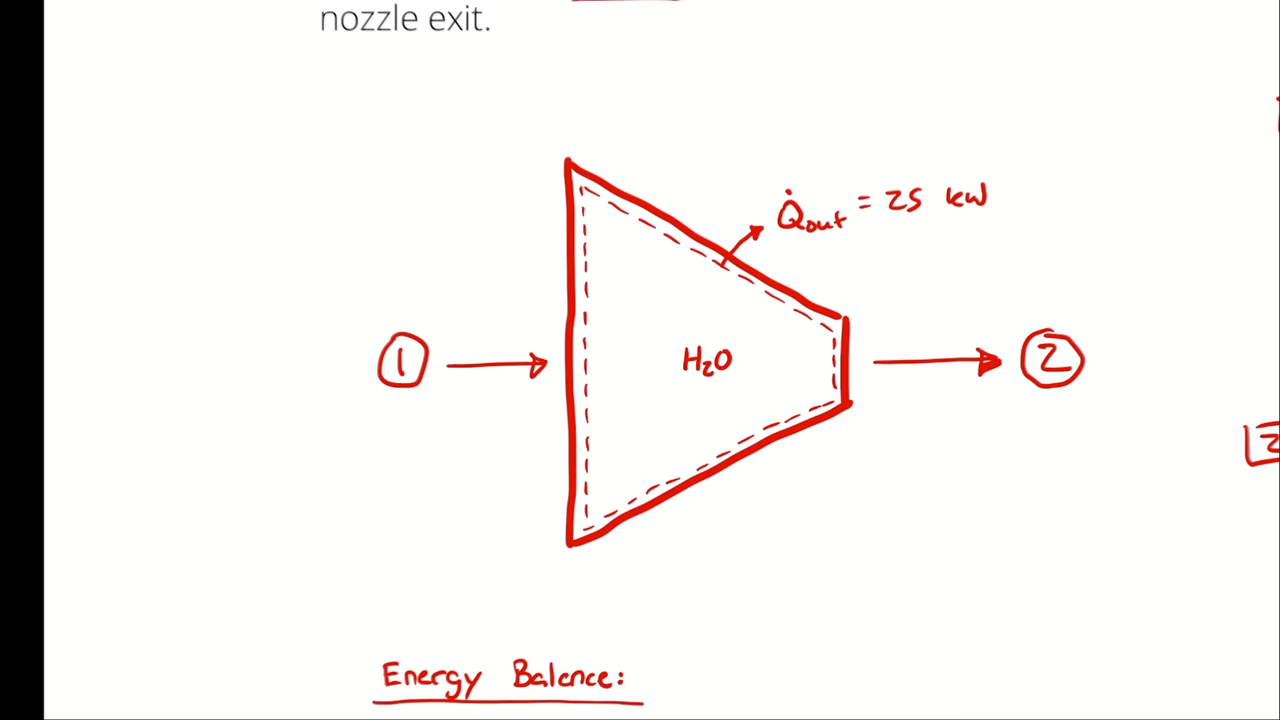 nozzle exit.
Q̇out = 25 kW
1
H₂O
2
Energy Balance: